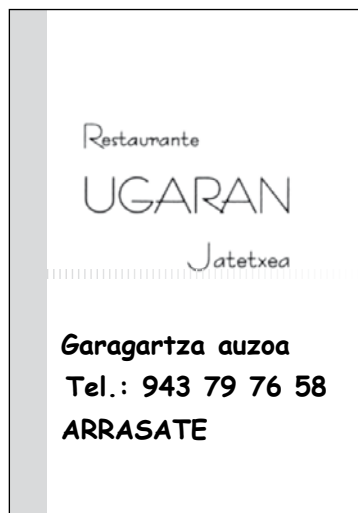 Restaurante
UGARAN
Jatetxea
Garagartza auzoa
Tel.: 943 79 76 58
ARRASATE